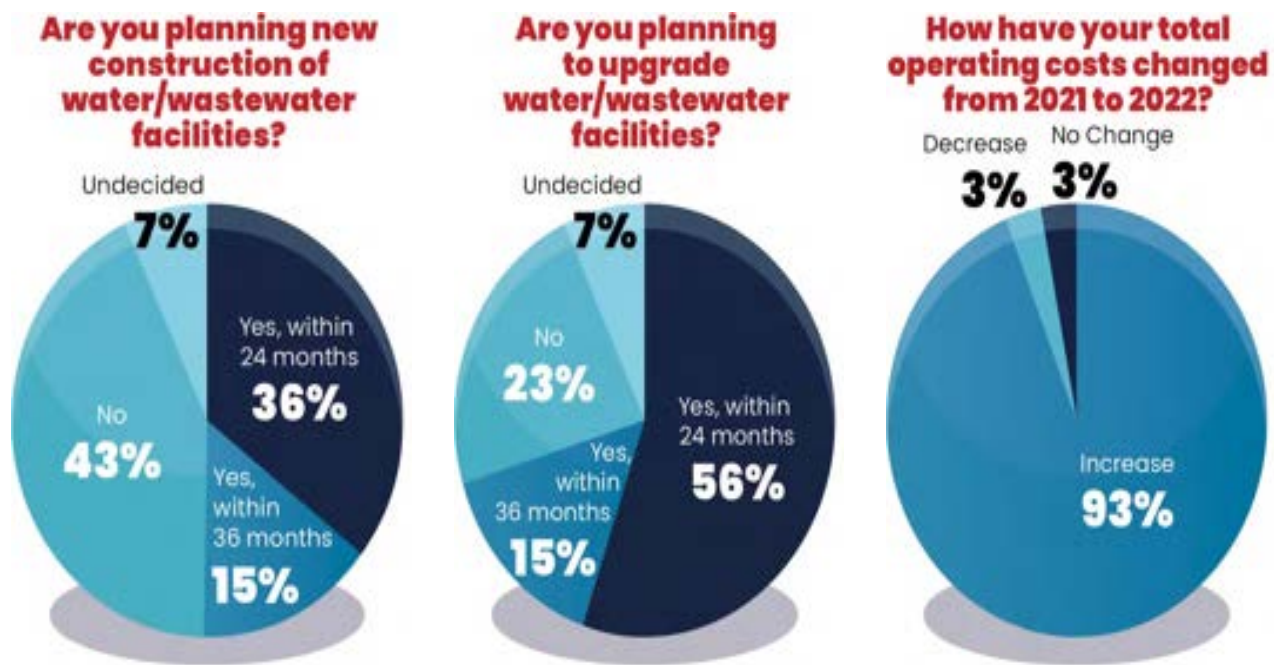 Are you planning new
construction of
water/wastewater
facilities?
Undecided
7%
Yes, within
24 months
36%
No
43%
Yes,
within
36 months
15%
Are you planning
to upgrade
water/wastewater
facilities?
Undecided
7%
No
23%
Yes, within
24 months
56%
Yes,
within
36 months
15%
How have your total
operating costs changed
from 2021 to 2022?
Decrease
3%
No Change
3%
Increase
93%